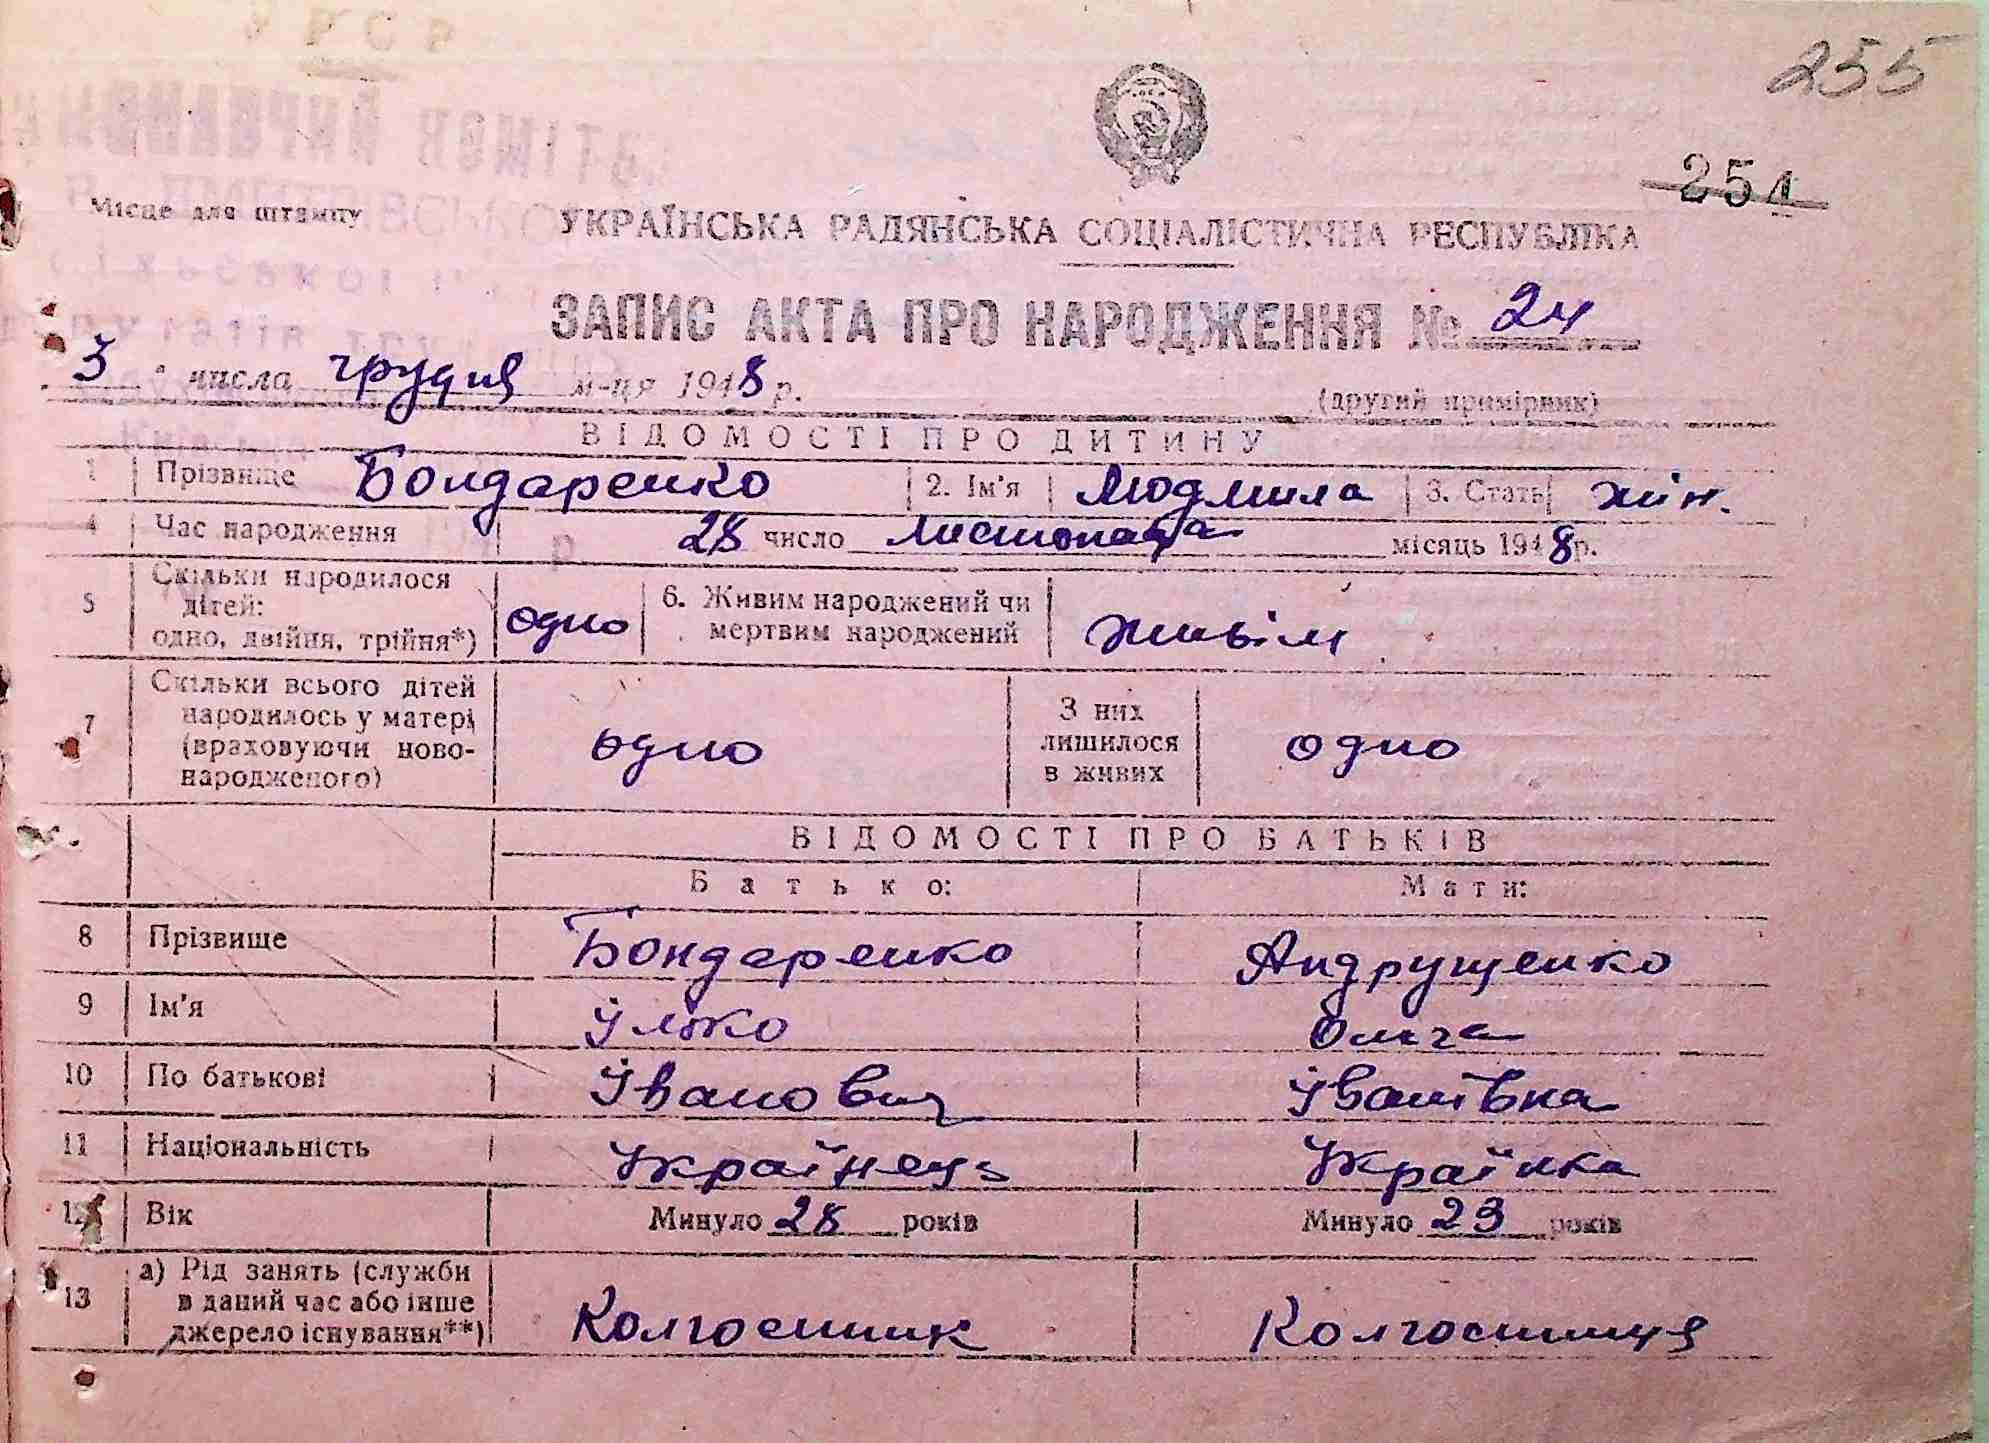 255
254
Місце для штампу
УКРАЇНСЬКА РАДЯНСЬКА СОЦІАЛІСТИЧНА РЕСПУБЛІКА
ЗАПИС АКТА ПРО НАРОДЖЕННЯ № 24
3 числа грудня м-ця 1948 р.
(другий примірник)
ВІДОМОСТІ ПРО ДИТИНУ
1 Прізвище Бондаренко 2. Ім'я Людмила 3. Стать жін.
4 Час народження 28 число листопада місяць 1948 р.
Скільки народилося
5 дітей: одно 6. Живим народжений чи живім
одно, двійня, трійня*) мертвим народжений
Скільки всього дітей
7 народилось у матері З них
(враховуючи ново- одно лишилося одно
народженого) в живих
ВІДОМОСТІ ПРО БАТЬКІВ
Батько: Мати:
8 Прізвище Бондаренко Андрущенко
9 Ім'я Ілько Ольга
10 По батькові Іванович Іванівна
11 Національність Українець Українка
12 Вік Минуло 28 років Минуло 23 років
а) Рід занять (служби
13 в даний час або інше
джерело існування**) Колгоспник Колгоспниця